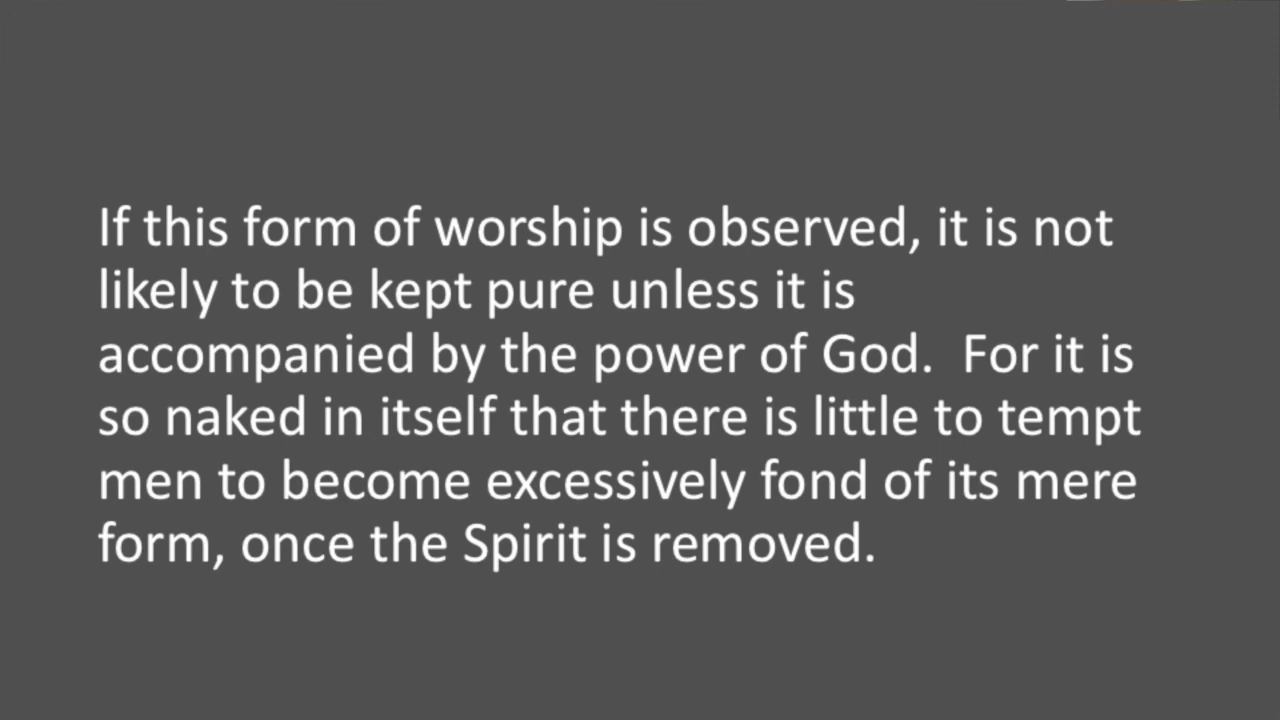 If this form of worship is observed, it is not
likely to be kept pure unless it is
accompanied by the power of God.  For it is
so naked in itself that there is little to tempt
men to become excessively fond of its mere
form, once the Spirit is removed.